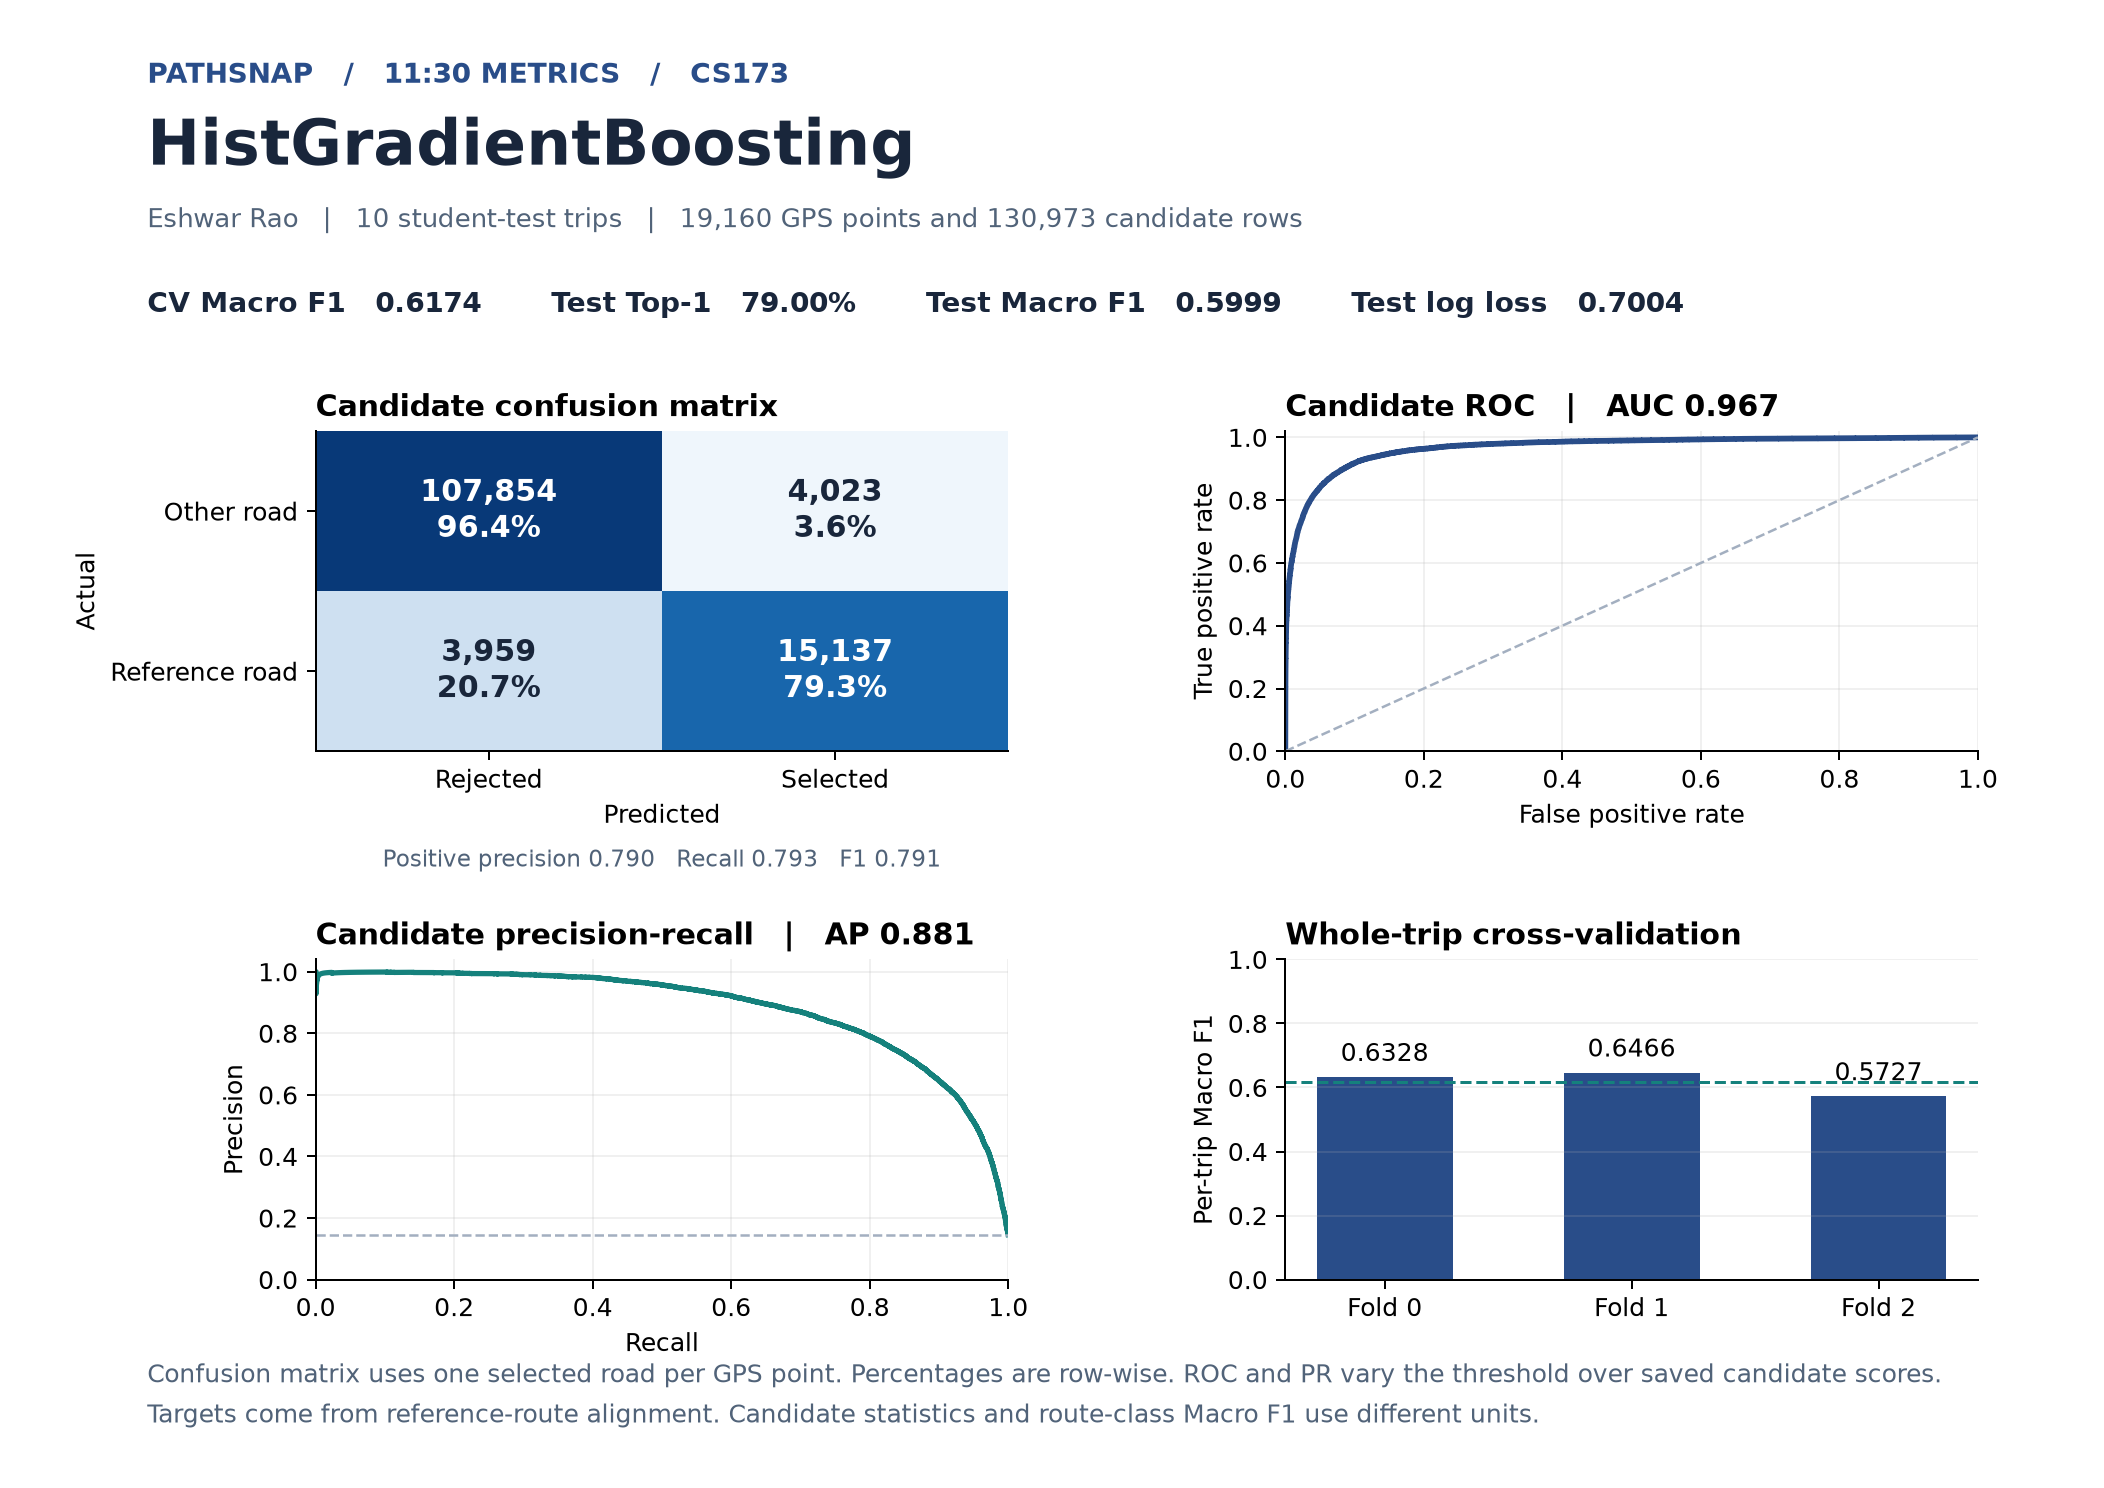 PATHSNAP / 11:30 METRICS / CS173
HistGradientBoosting
Eshwar Rao | 10 student-test trips | 19,160 GPS points and 130,973 candidate rows
CV Macro F1 0.6174 Test Top-1 79.00% Test Macro F1 0.5999 Test log loss 0.7004
Candidate confusion matrix
Actual
Other road
Reference road
107,854
96.4%
4,023
3.6%
3,959
20.7%
15,137
79.3%
Rejected
Selected
Predicted
Positive precision 0.790 Recall 0.793 F1 0.791
Candidate ROC | AUC 0.967
True positive rate
1.0
0.8
0.6
0.4
0.2
0.0
0.0 0.2 0.4 0.6 0.8 1.0
False positive rate
Candidate precision-recall | AP 0.881
Precision
1.0
0.8
0.6
0.4
0.2
0.0
0.0 0.2 0.4 0.6 0.8 1.0
Recall
Whole-trip cross-validation
Per-trip Macro F1
1.0
0.8
0.6
0.4
0.2
0.0
0.6328
0.6466
0.5727
Fold 0 Fold 1 Fold 2
Confusion matrix uses one selected road per GPS point. Percentages are row-wise. ROC and PR vary the threshold over saved candidate scores.
Targets come from reference-route alignment. Candidate statistics and route-class Macro F1 use different units.